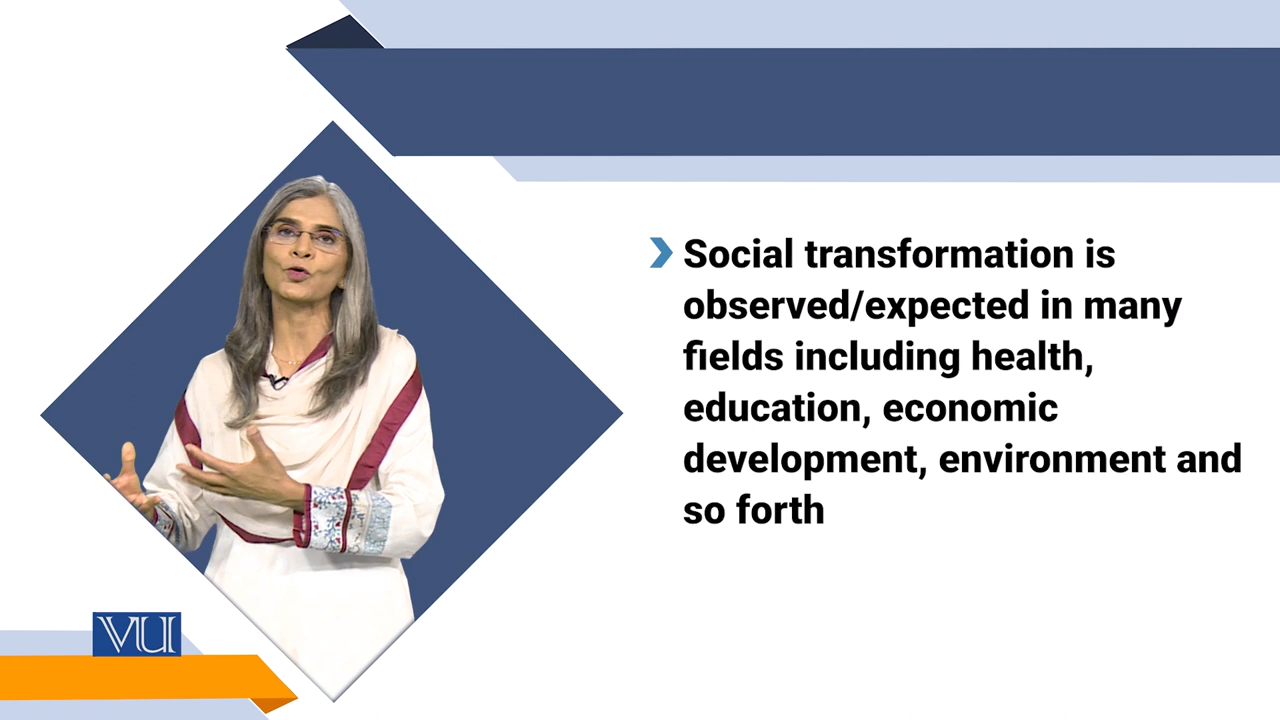 Social transformation is
observed/expected in many
fields including health,
education, economic
development, environment and
so forth
VU